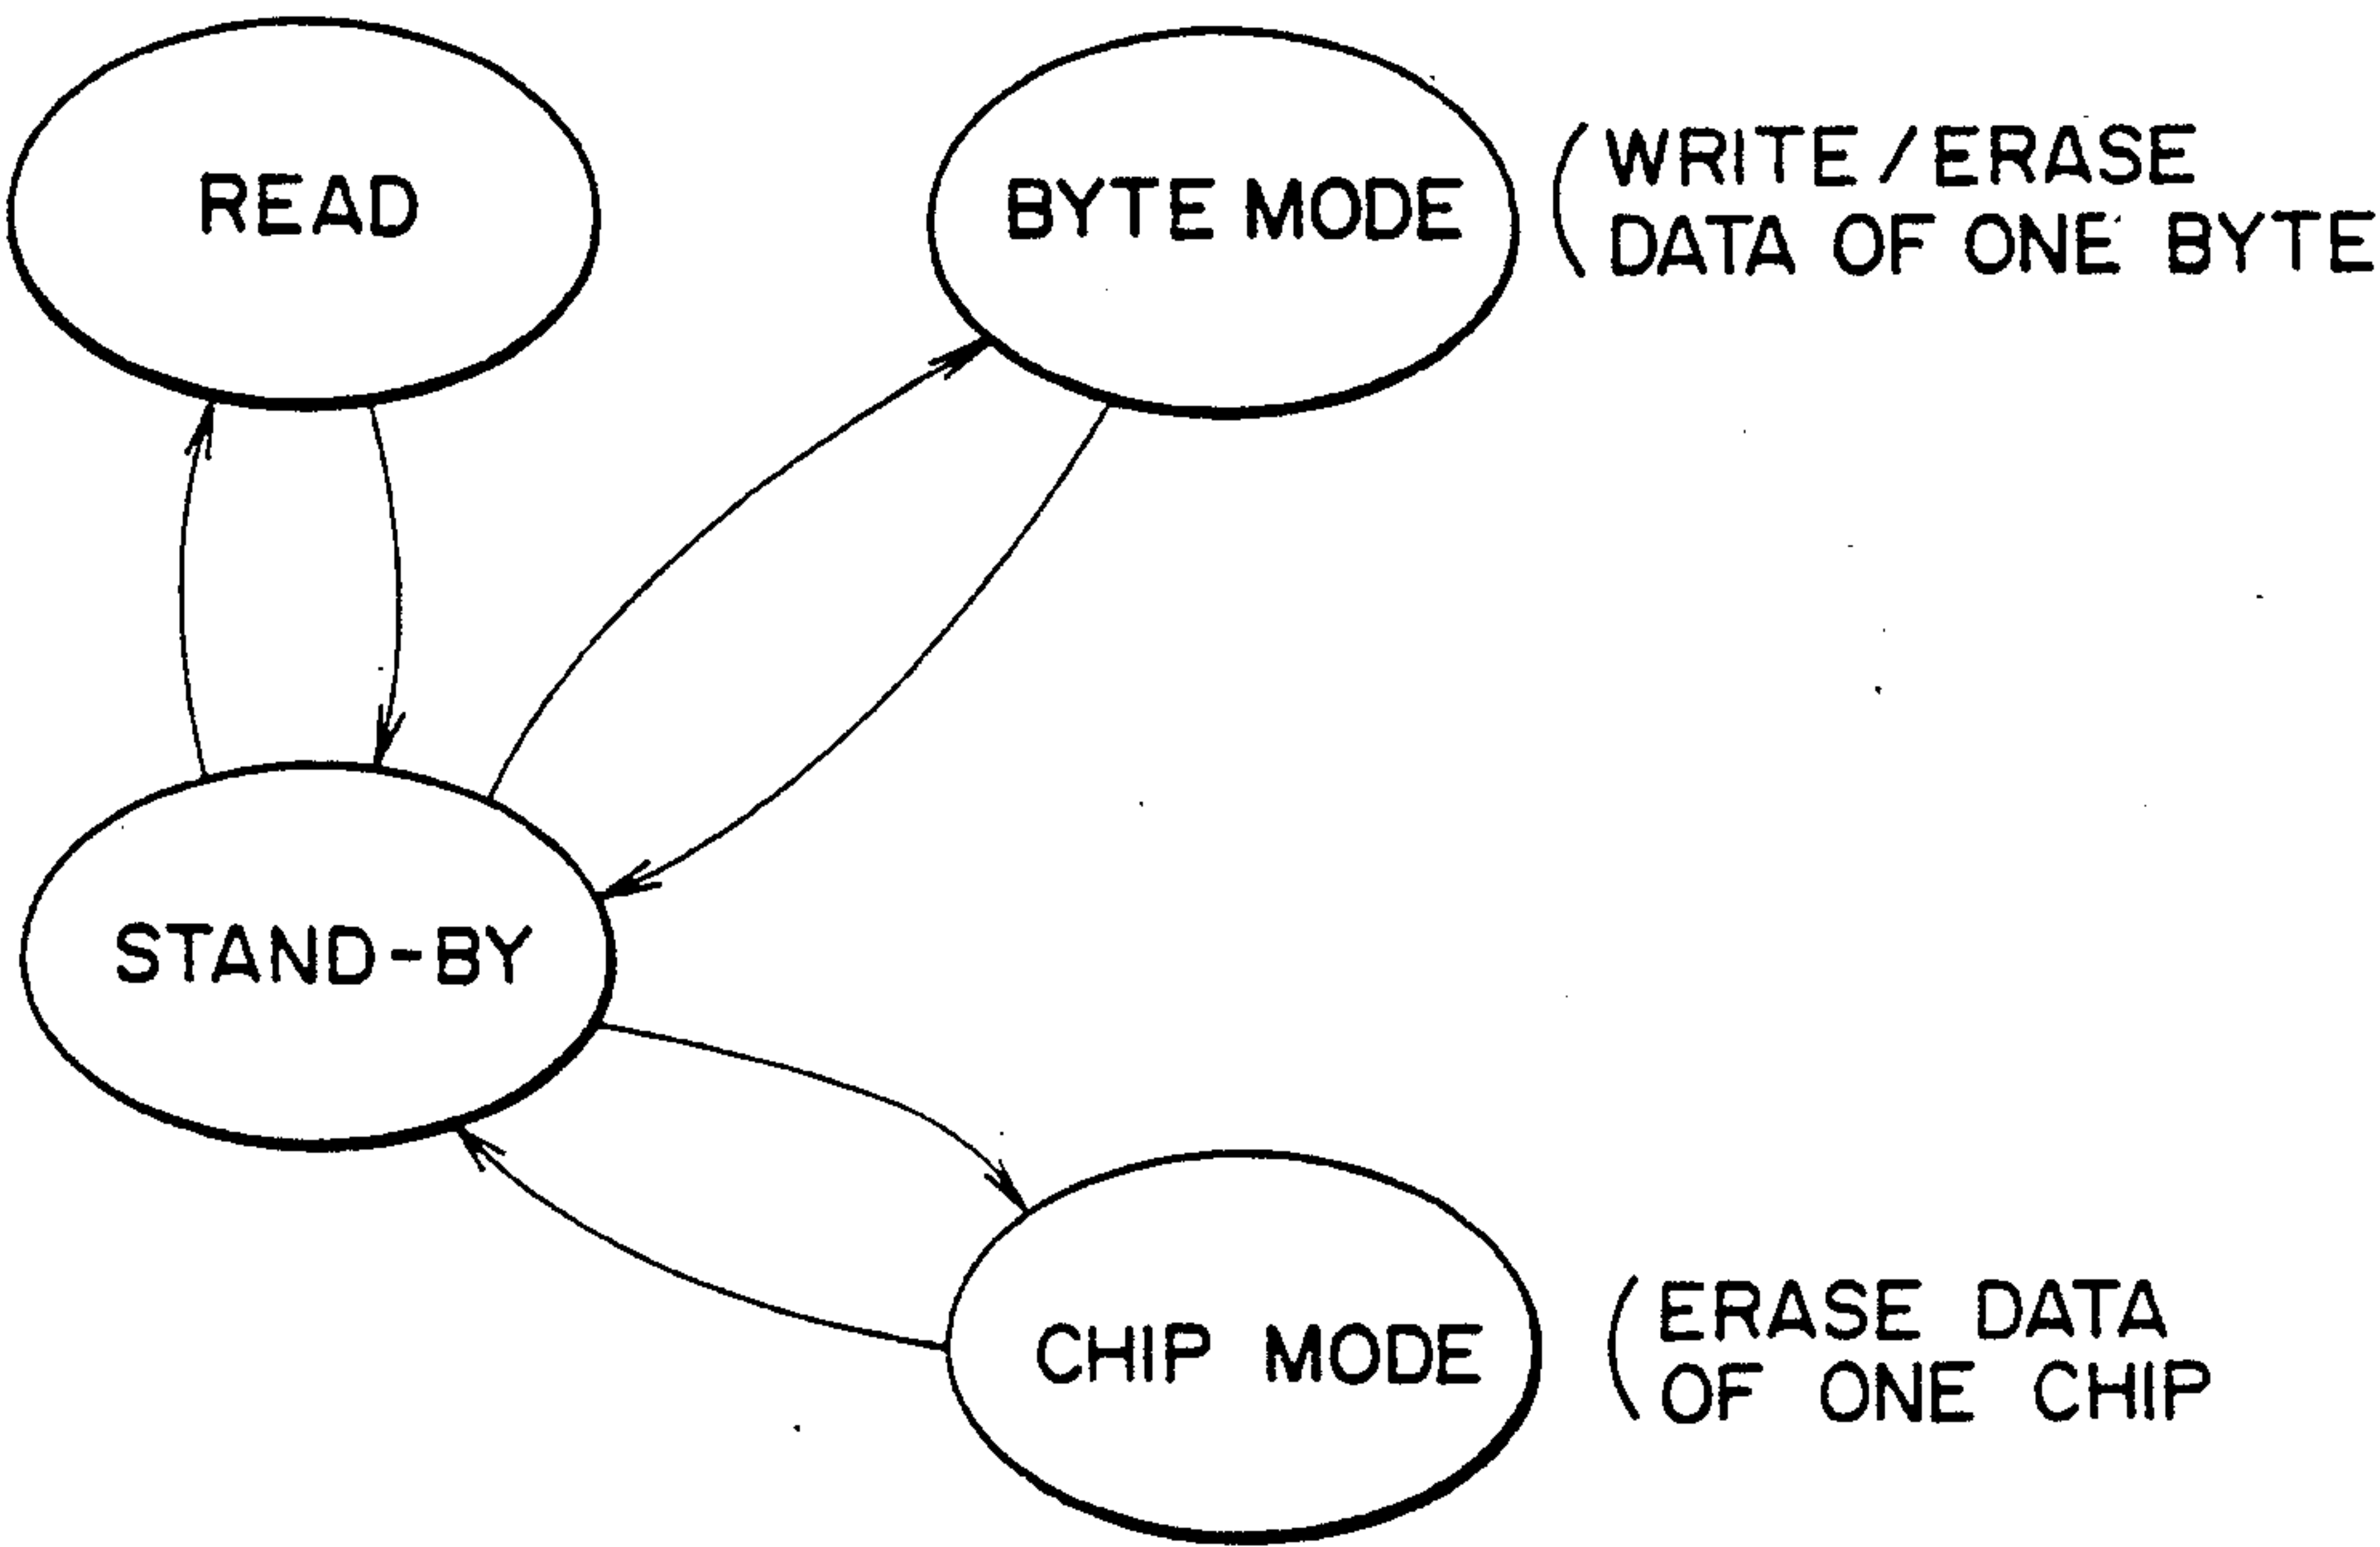 READ
BYTE MODE
(WRITE/ERASE
DATA OF ONE BYTE
STAND-BY
CHIP MODE
(ERASE DATA
OF ONE CHIP